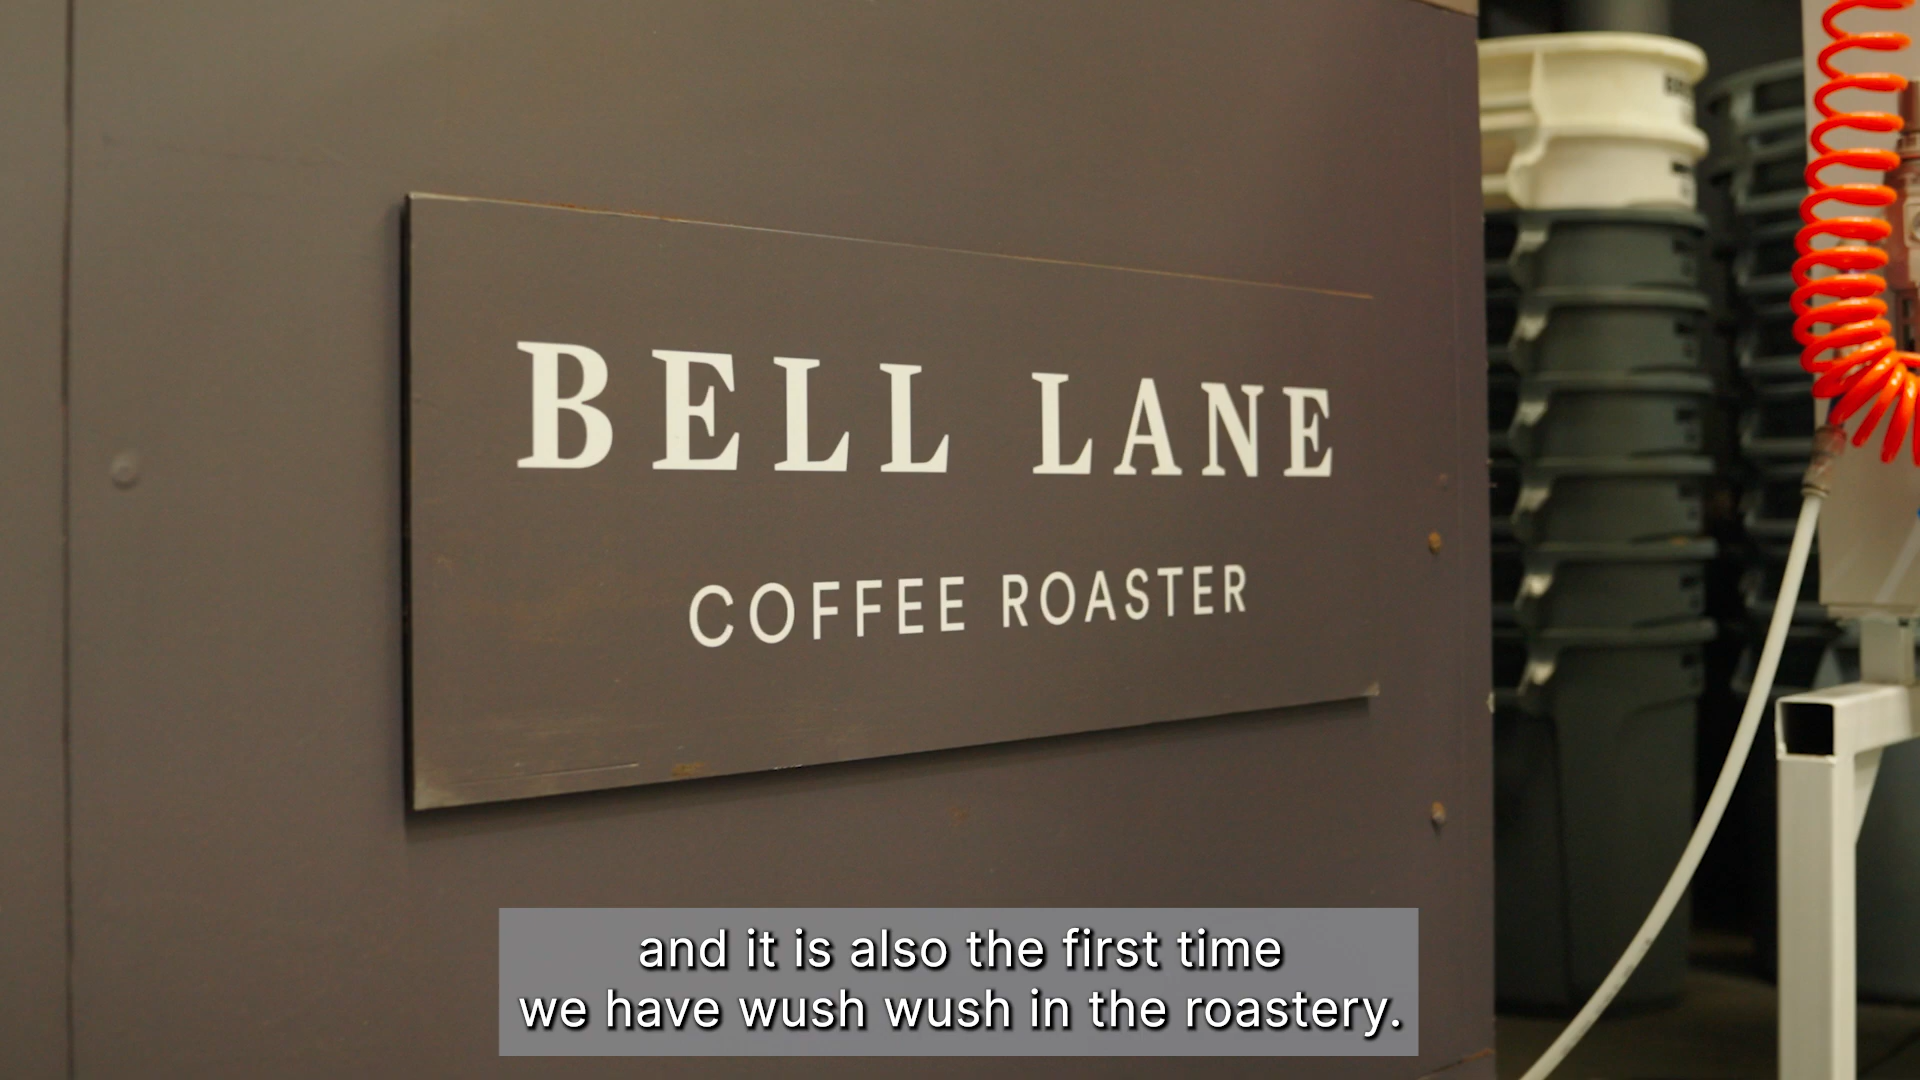 BELL LANE
COFFEE ROASTER
and it is also the first time
we have wush wush in the roastery.